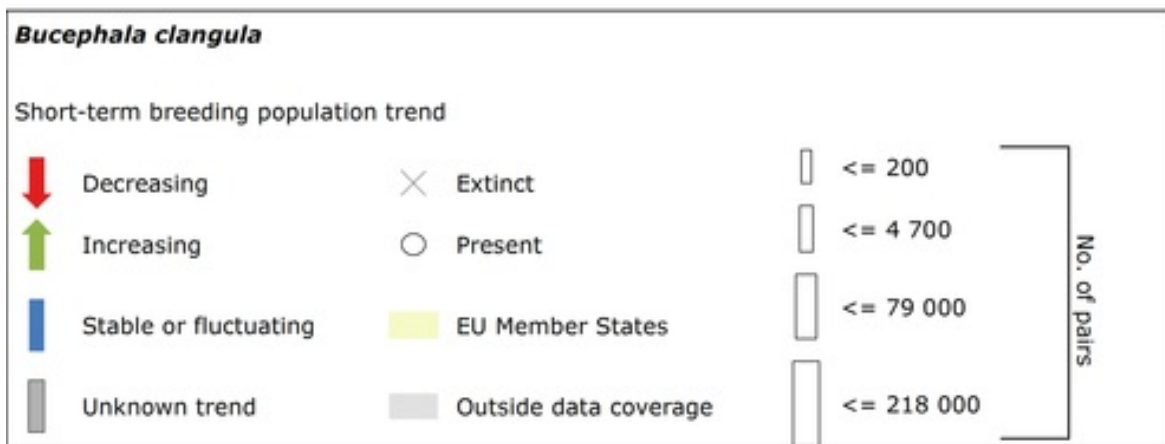 Bucephala clangula
Short-term breeding population trend
Decreasing
Increasing
Stable or fluctuating
Unknown trend
Extinct
Present
EU Member States
Outside data coverage
<= 200
<= 4 700
<= 79 000
<= 218 000
No. of pairs